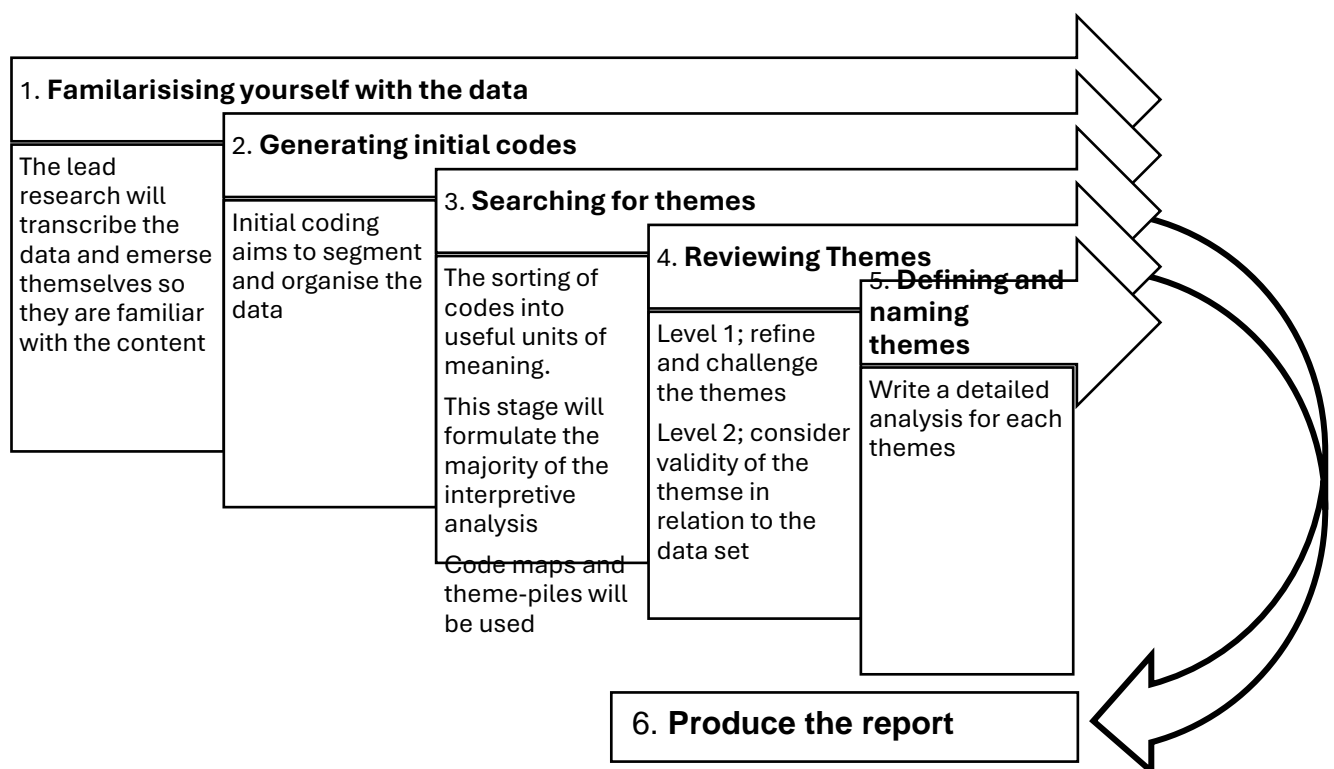 1. Familarisising yourself with the data
The lead
research will
transcribe the
data and emerse
themselves so
they are familiar
with the content
2. Generating initial codes
Initial coding
aims to segment
and organise the
data
3. Searching for themes
The sorting of
codes into
useful units of
meaning.
This stage will
formulate the
majority of the
interpretive
analysis
Code maps and
theme-piles will
be used
4. Reviewing Themes
Level 1; refine
and challenge
the themes
Level 2; consider
validity of the
themse in
relation to the
data set
5. Defining and
naming
themes
Write a detailed
analysis for each
themes
6. Produce the report